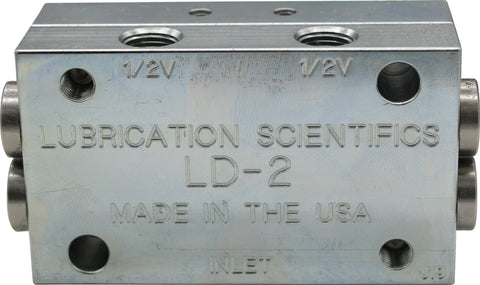 1/2V 1/2V
LUBRICATION SCIENTIFICS
LD-2
MADE IN THE USA
INLET